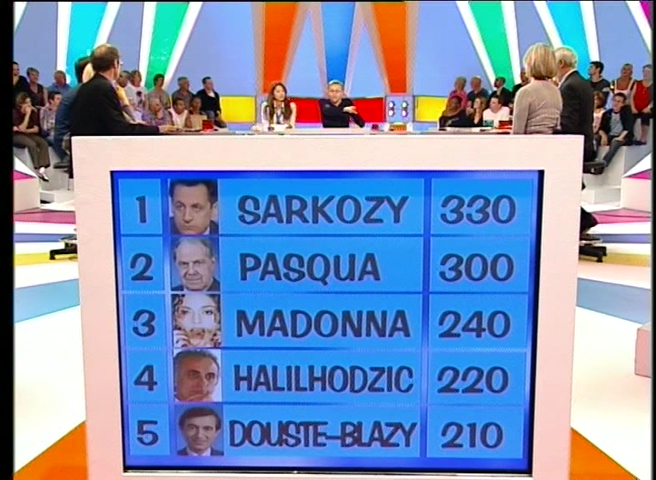 1 SARKOZY 330
2 PASQUA 300
3 MADONNA 240
4 HALILHODZIC 220
5 DOUSTE-BLAZY 210